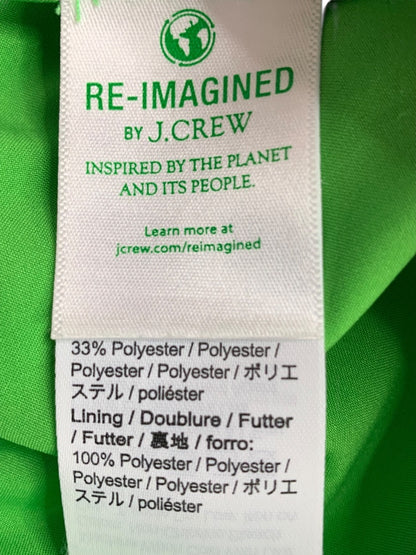 RE-IMAGINED
BY J.CREW
INSPIRED BY THE PLANET
AND ITS PEOPLE.
Learn more at
jcrew.com/reimagined
33% Polyester / Polyester /
Polyester / Polyester / ポリエ
ステル / poliéster
Lining / Doublure / Futter
/ Futter / 裏地 / forro:
100% Polyester / Polyester /
Polyester / Polyester / ポリエ
ステル / poliéster